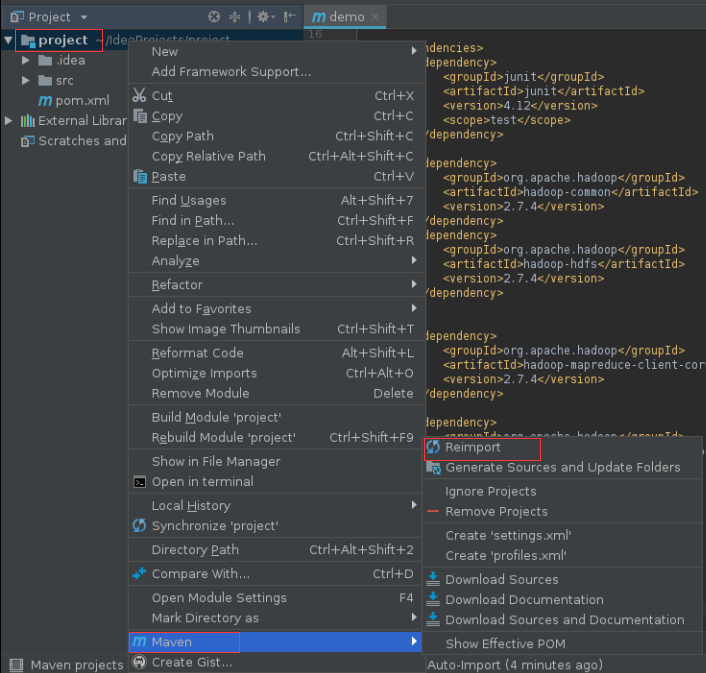 Project
demo
project ~/IdeaProjects/project
.idea
src
pom.xml
External Librar
Scratches and
16
ndencies>
dependency>
<groupId>junit</groupId>
<artifactId>junit</artifactId>
<version>4.12</version>
<scope>test</scope>
/dependency>
dependency>
<groupId>org.apache.hadoop</groupId>
<artifactId>hadoop-common</artifactId>
<version>2.7.4</version>
/dependency>
dependency>
<groupId>org.apache.hadoop</groupId>
<artifactId>hadoop-hdfs</artifactId>
<version>2.7.4</version>
/dependency>
dependency>
<groupId>org.apache.hadoop</groupId>
<artifactId>hadoop-mapreduce-client-cor
<version>2.7.4</version>
/dependency>
dependency>
<groupId>org.apache.hadoop</groupId>
New
Add Framework Support...
Cut Ctrl+X
Copy Ctrl+C
Copy Path Ctrl+Shift+C
Copy Relative Path Ctrl+Alt+Shift+C
Paste Ctrl+V
Find Usages Alt+Shift+7
Find in Path... Ctrl+Shift+F
Replace in Path... Ctrl+Shift+R
Analyze
Refactor
Add to Favorites
Show Image Thumbnails Ctrl+Shift+T
Reformat Code Alt+Shift+L
Optimize Imports Ctrl+Alt+O
Remove Module Delete
Build Module 'project'
Rebuild Module 'project' Ctrl+Shift+F9
Show in File Manager
Open in terminal
Local History
Synchronize 'project'
Directory Path Ctrl+Alt+Shift+2
Compare With... Ctrl+D
Open Module Settings F4
Mark Directory as
Maven
Create Gist...
Reimport
Generate Sources and Update Folders
Ignore Projects
Remove Projects
Create 'settings.xml'
Create 'profiles.xml'
Download Sources
Download Documentation
Download Sources and Documentation
Show Effective POM
Maven projects
Auto-Import (4 minutes ago)